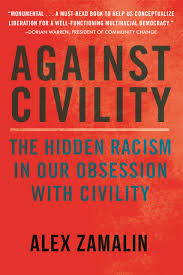 "MONUMENTAL . . . A MUST-READ BOOK TO HELP US CONCEPTUALIZE
LIBERATION FOR A WELL-FUNCTIONING MULTIRACIAL DEMOCRACY."
—DORIAN WARREN, PRESIDENT OF COMMUNITY CHANGE
AGAINST
CIVILITY
THE HIDDEN RACISM
IN OUR OBSESSION
WITH CIVILITY
ALEX ZAMALIN